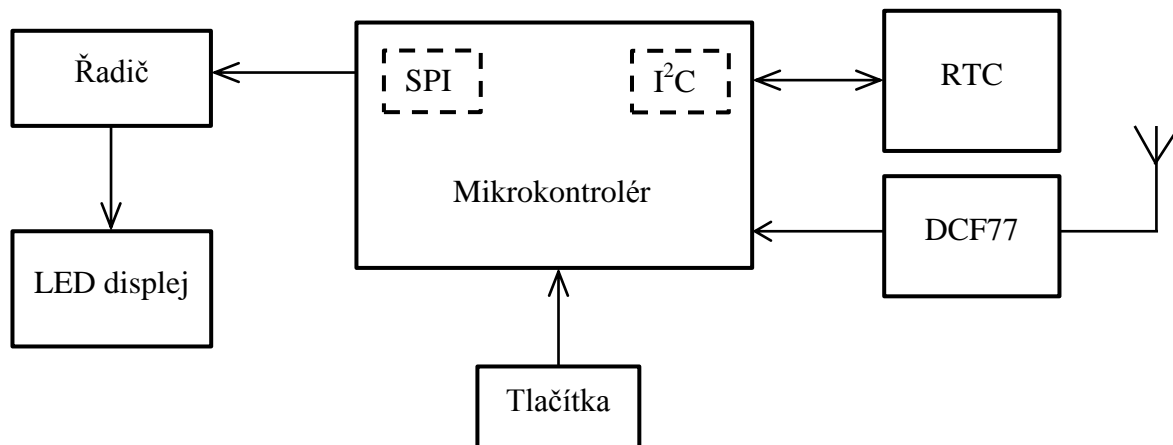 Řadič
SPI
I²C
RTC
Mikrokontrolér
DCF77
LED displej
Tlačítka